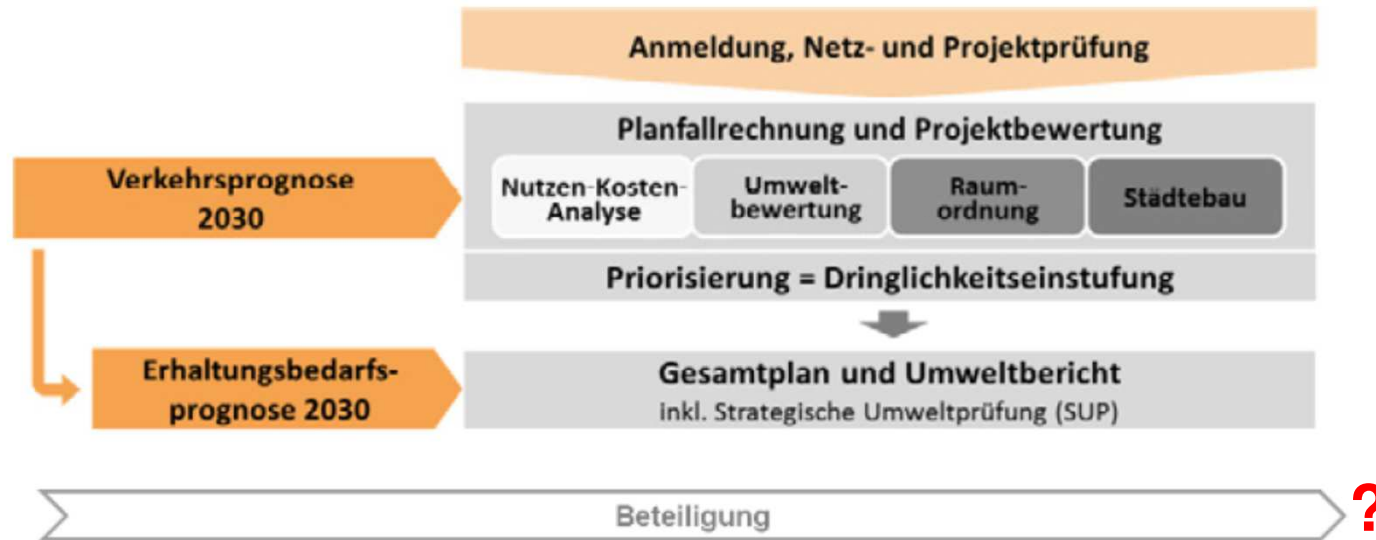 Anmeldung, Netz- und Projektprüfung
Planfallrechnung und Projektbewertung
Verkehrsprognose
2030
Nutzen-Kosten-
Analyse
Umwelt-
bewertung
Raum-
ordnung
Städtebau
Priorisierung = Dringlichkeitseinstufung
Erhaltungsbedarfs-
prognose 2030
Gesamtplan und Umweltbericht
inkl. Strategische Umweltprüfung (SUP)
Beteiligung
?